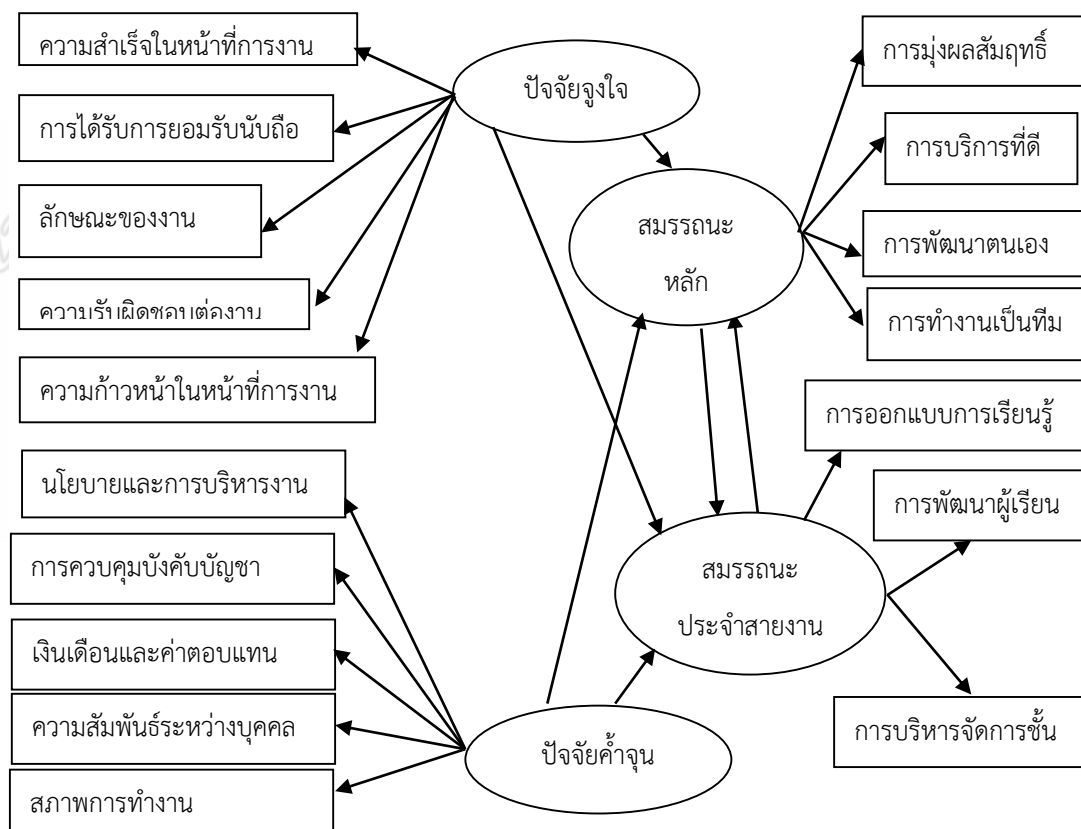 ความสำเร็จในหน้าที่การงาน
การได้รับการยอมรับนับถือ
ลักษณะของงาน
ความรับผิดชอบต่องาน
ความก้าวหน้าในหน้าที่การงาน
นโยบายและการบริหารงาน
การควบคุมบังคับบัญชา
เงินเดือนและค่าตอบแทน
ความสัมพันธ์ระหว่างบุคคล
สภาพการทำงาน
ปัจจัยจูงใจ
สมรรถนะ
หลัก
สมรรถนะ
ประจำสายงาน
ปัจจัยค้ำจุน
การมุ่งผลสัมฤทธิ์
การบริการที่ดี
การพัฒนาตนเอง
การทำงานเป็นทีม
การออกแบบการเรียนรู้
การพัฒนาผู้เรียน
การบริหารจัดการชั้น